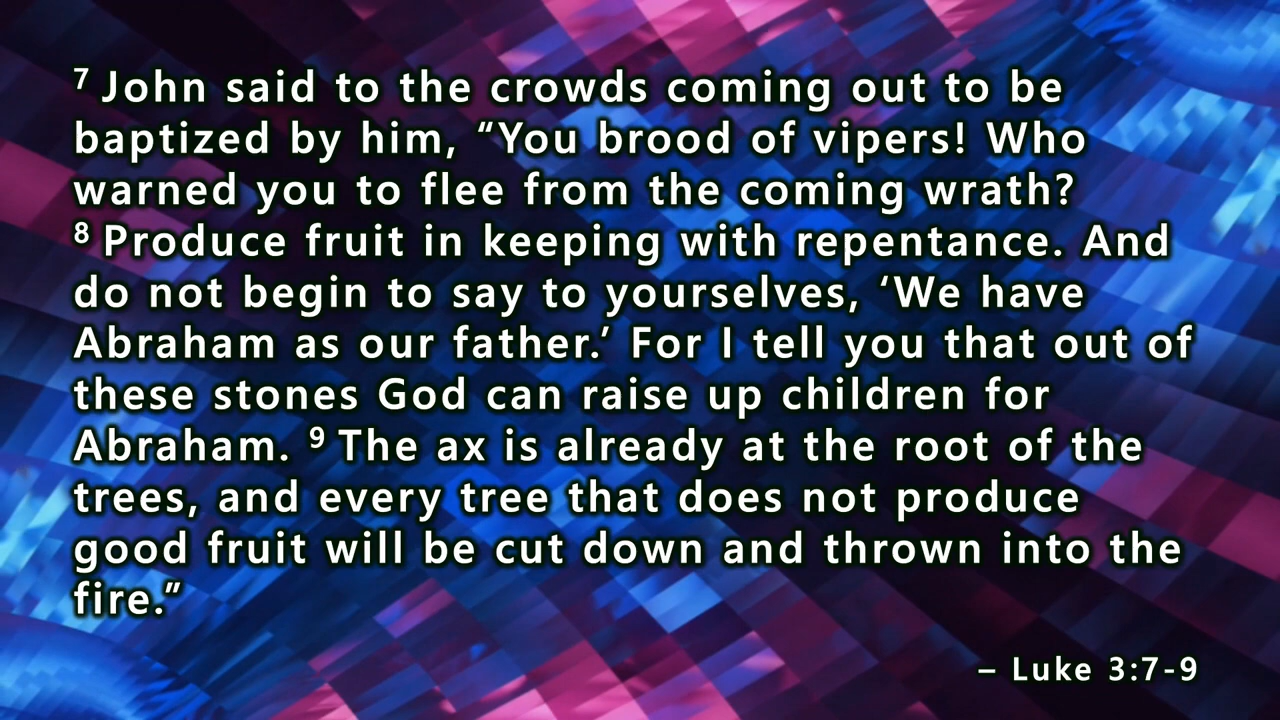 ⁷ John said to the crowds coming out to be
baptized by him, “You brood of vipers! Who
warned you to flee from the coming wrath?
⁸ Produce fruit in keeping with repentance. And
do not begin to say to yourselves, ‘We have
Abraham as our father.’ For I tell you that out of
these stones God can raise up children for
Abraham. ⁹ The ax is already at the root of the
trees, and every tree that does not produce
good fruit will be cut down and thrown into the
fire.”
– Luke 3:7-9